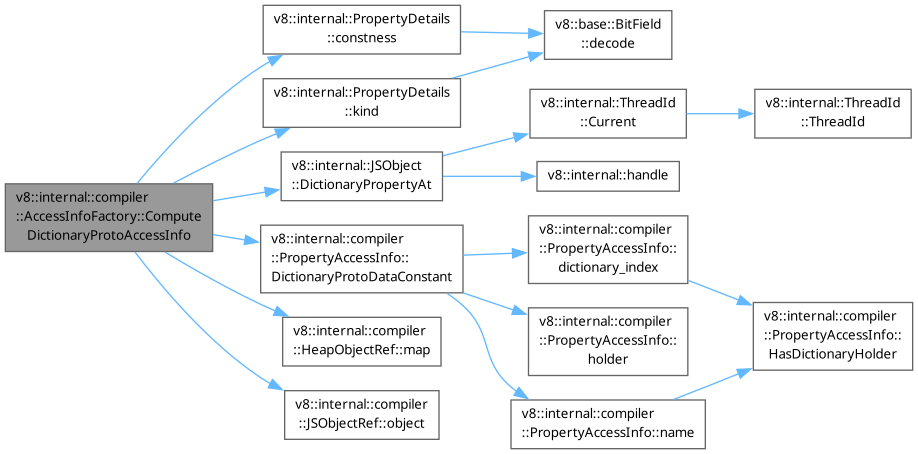 v8::internal::compiler
::AccessInfoFactory::Compute
DictionaryProtoAccessInfo
v8::internal::PropertyDetails
::constness
v8::internal::PropertyDetails
::kind
v8::internal::JSObject
::DictionaryPropertyAt
v8::internal::compiler
::PropertyAccessInfo::
DictionaryProtoDataConstant
v8::internal::compiler
::HeapObjectRef::map
v8::internal::compiler
::JSObjectRef::object
v8::base::BitField
::decode
v8::internal::ThreadId
::Current
v8::internal::handle
v8::internal::compiler
::PropertyAccessInfo::
dictionary_index
v8::internal::compiler
::PropertyAccessInfo::
holder
v8::internal::compiler
::PropertyAccessInfo::name
v8::internal::ThreadId
::ThreadId
v8::internal::compiler
::PropertyAccessInfo::
HasDictionaryHolder